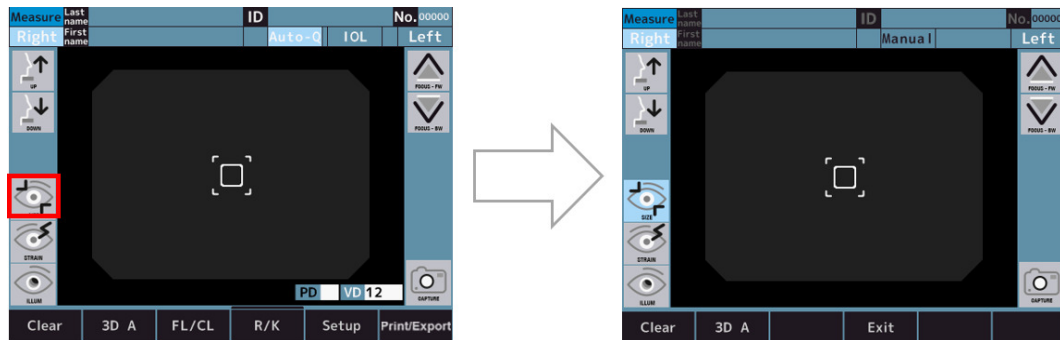 Measure Last name ID No. 00000
Right First name Auto-Q IOL Left
UP
FOCUS - FW
DOWN
FOCUS - BW
STRAIN
ILLUM
CAPTURE
PD VD 12
Clear 3D A FL/CL R/K Setup Print/Export
Measure Last name ID No. 00000
Right First name Manual Left
UP
FOCUS - FW
DOWN
FOCUS - BW
SIZE
STRAIN
ILLUM
CAPTURE
Clear 3D A Exit